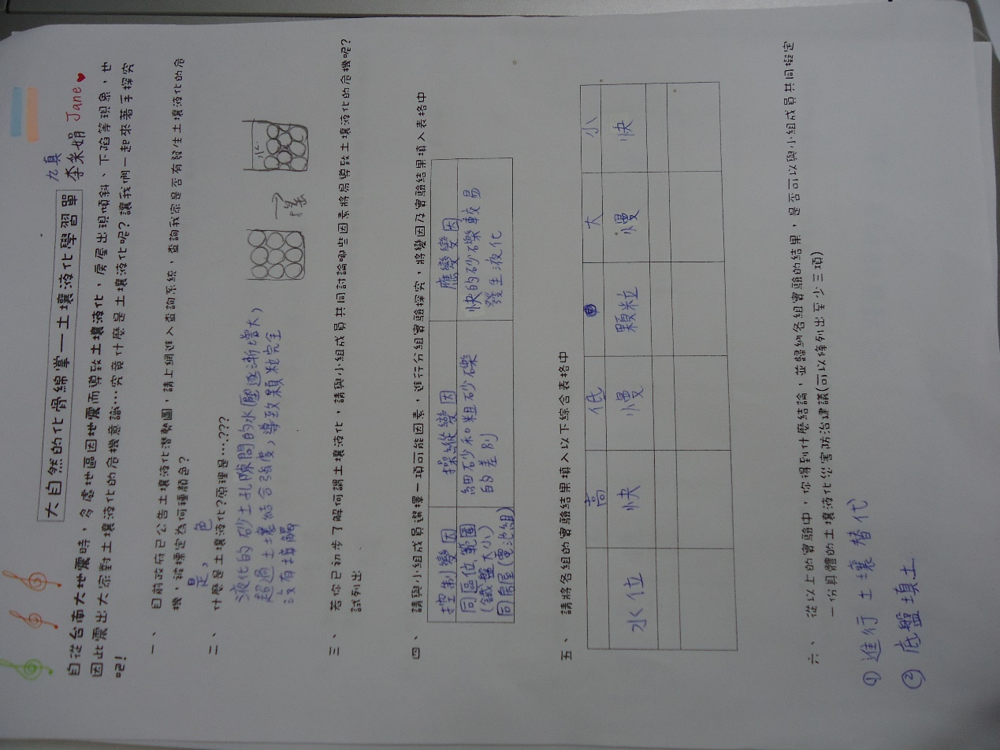 九真
大自然的化骨綿掌—土壤液化學習單 李采娟 Jane
自從台南大地震時，多處地區因地震而導致土壤液化，房屋出現傾斜、下陷等現象，也
因此震出大家對土壤液化的危機意識…究竟什麼是土壤液化呢？讓我們一起來著手探究
吧！
一、 目前政府已公告土壤液化潛勢圖，請上網進入查詢系統，查詢我家是否有發生土壤液化的危
機，被標定為何種顏色？
是， 色
二、 什麼是土壤液化？原理是….???
液化的砂土孔隙間的水壓逐漸增大，
超過土壤結合強度，導致顆粒完全
沒有接觸
搖
水
三、 若你已初步了解何謂土壤液化，請與小組成員共同討論哪些因素將易導致土壤液化的危機呢？
試列出
四、 請與小組成員選擇一項可能因素，進行分組實驗探究，將變因及實驗結果填入表格中
控制變因 操縱變因 應變變因
同區位、範圍 細砂和粗砂礫 快的砂礫較易
(鐵盤大小) 的差別 發生液化
同房屋(電池組)
五、 請將各組的實驗結果填入以下綜合表格中
高 低 大 小
水位 快 慢 顆粒 慢 快
六、 從以上的實驗中，你得到什麼結論，並歸納各組實驗的結果，是否可以與小組成員共同擬定
一份具體的土壤液化災害防治建議(可以條列出至少三項)
① 進行土壤替代
② 底盤填土